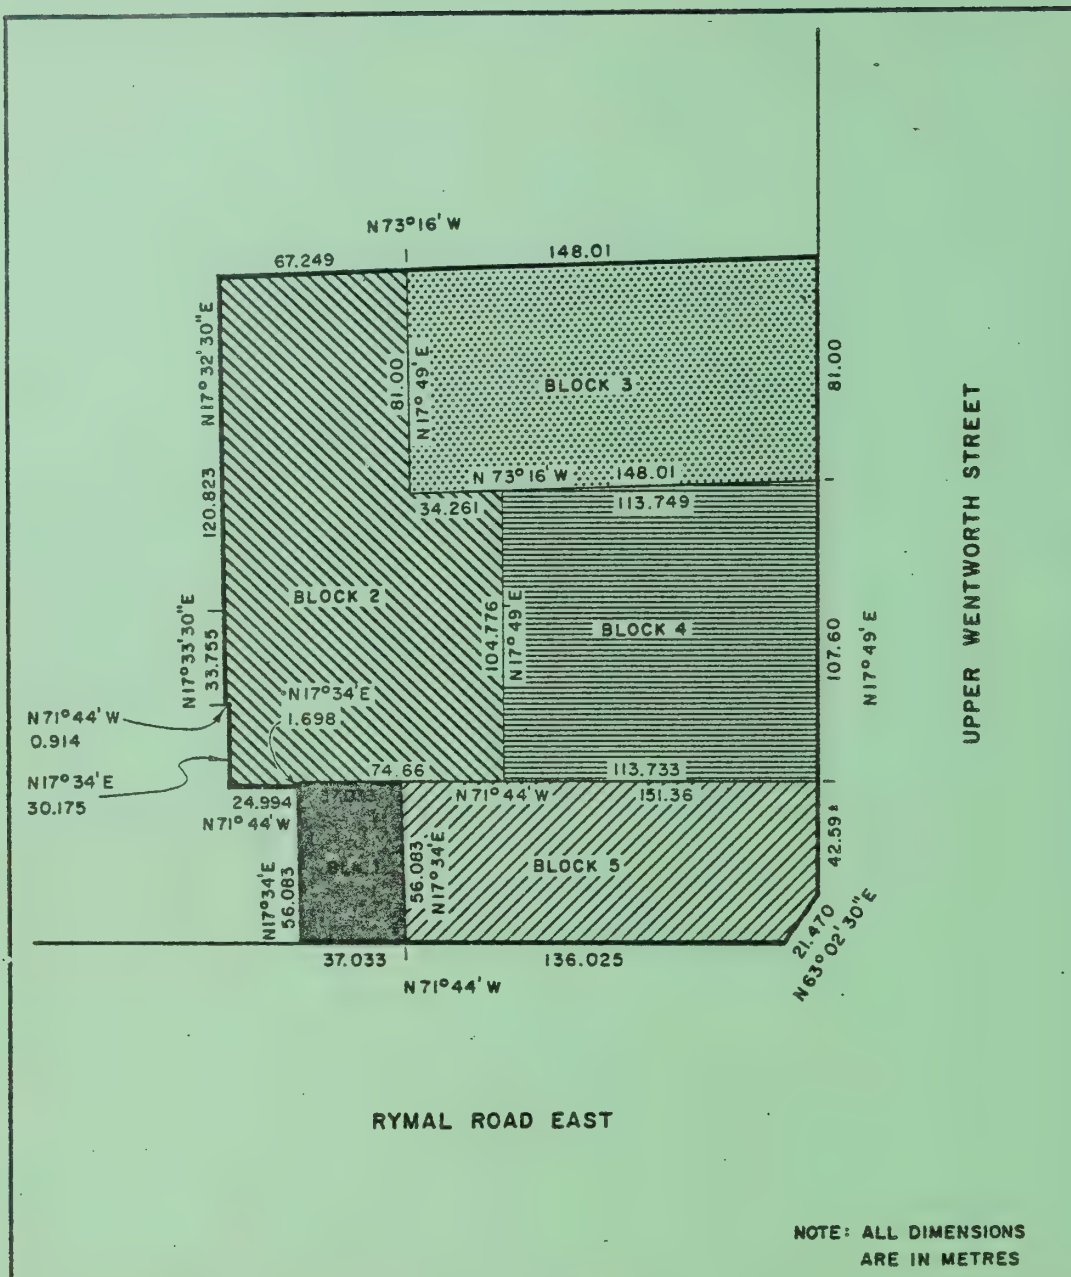 N73°16'W
67.249
148.01
N17°32'30"E
81.00
N17°49'E
BLOCK 3
81.00
N 73°16'W
148.01
34.261
113.749
120.823
BLOCK 2
104.776
N17°49'E
BLOCK 4
107.60
N17°49'E
UPPER WENTWORTH STREET
N17°33'30"E
33.755
N17°34'E
1.698
N71°44'W
0.914
N17°34'E
30.175
74.66
113.733
24.994
N71°44'W
37.033
N71°44'W
151.36
42.59±
N17°34'E
56.083
BLK. 1
56.083
N17°34'E
BLOCK 5
21.470
N63°02'30"E
37.033
136.025
N71°44'W
RYMAL ROAD EAST
NOTE: ALL DIMENSIONS
ARE IN METRES